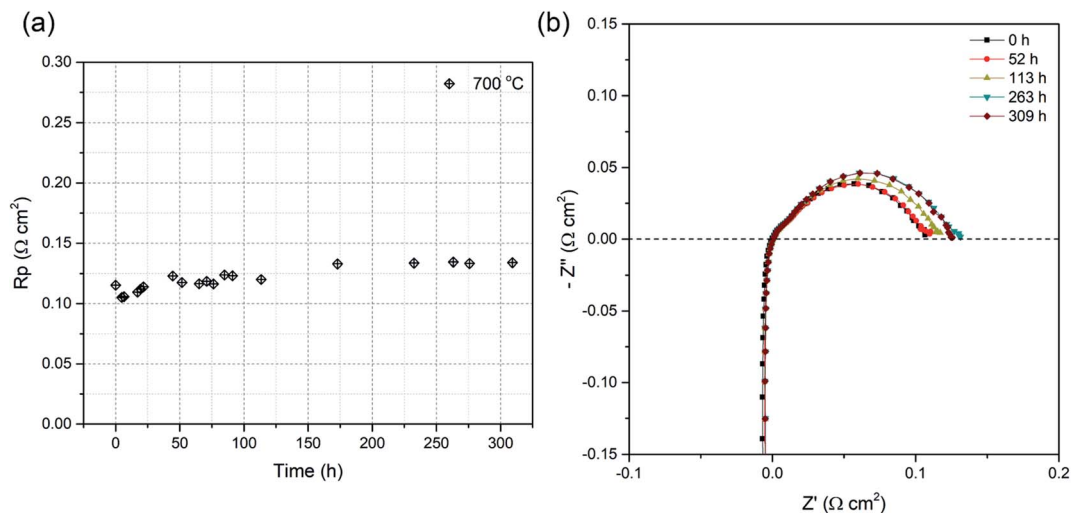 (a)
0.30
0.25
0.20
0.15
0.10
0.05
0.00
Rp (Ω cm²)
700 °C
0 50 100 150 200 250 300
Time (h)
(b)
0.15
0.10
0.05
0.00
-0.05
-0.10
-0.15
- Z'' (Ω cm²)
0 h
52 h
113 h
263 h
309 h
-0.1 0.0 0.1 0.2
Z' (Ω cm²)